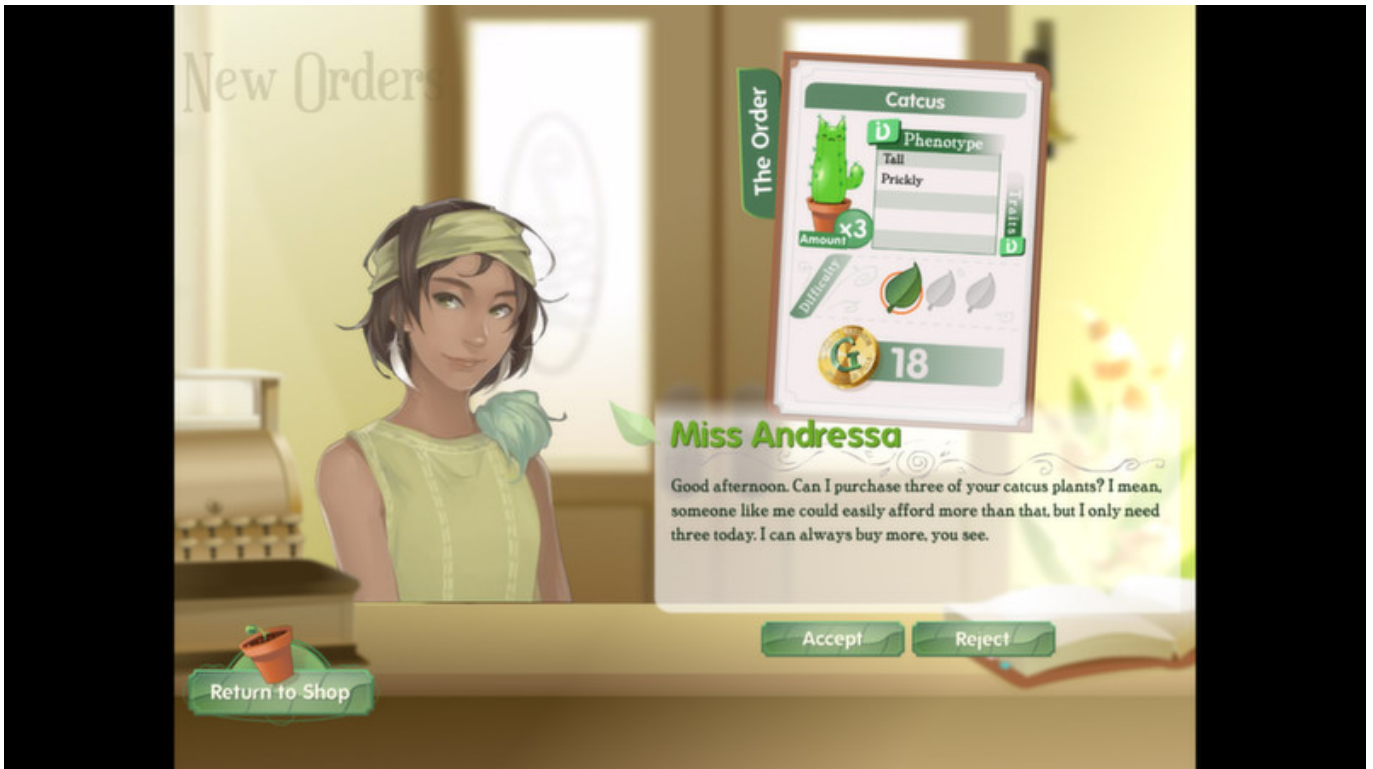 New Orders
The Order
Catcus
Phenotype
Tall
Prickly
Traits
Amount x3
Difficulty
G 18
Miss Andressa
Good afternoon. Can I purchase three of your catcus plants? I mean,
someone like me could easily afford more than that, but I only need
three today. I can always buy more, you see.
Accept
Reject
Return to Shop